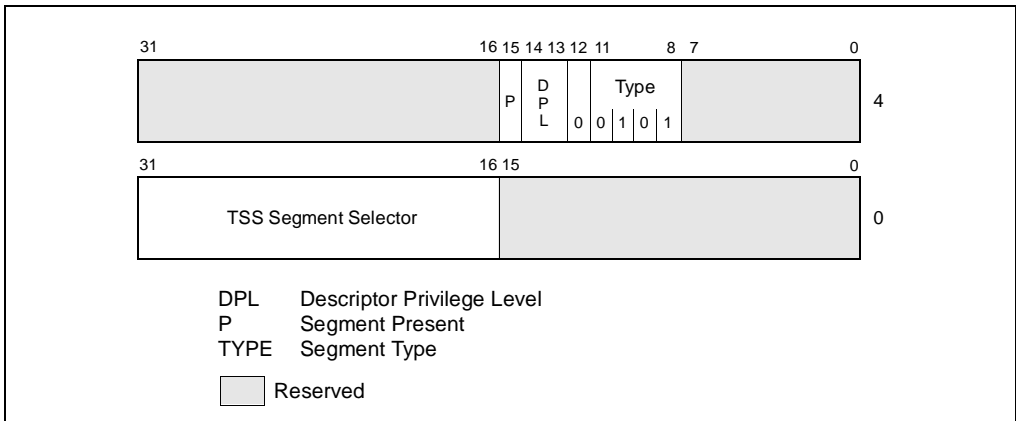 31 16 15 14 13 12 11 8 7 0
P D P L 0 Type 0 1 0 1 4
31 16 15 0
TSS Segment Selector 0
DPL Descriptor Privilege Level
P Segment Present
TYPE Segment Type
Reserved